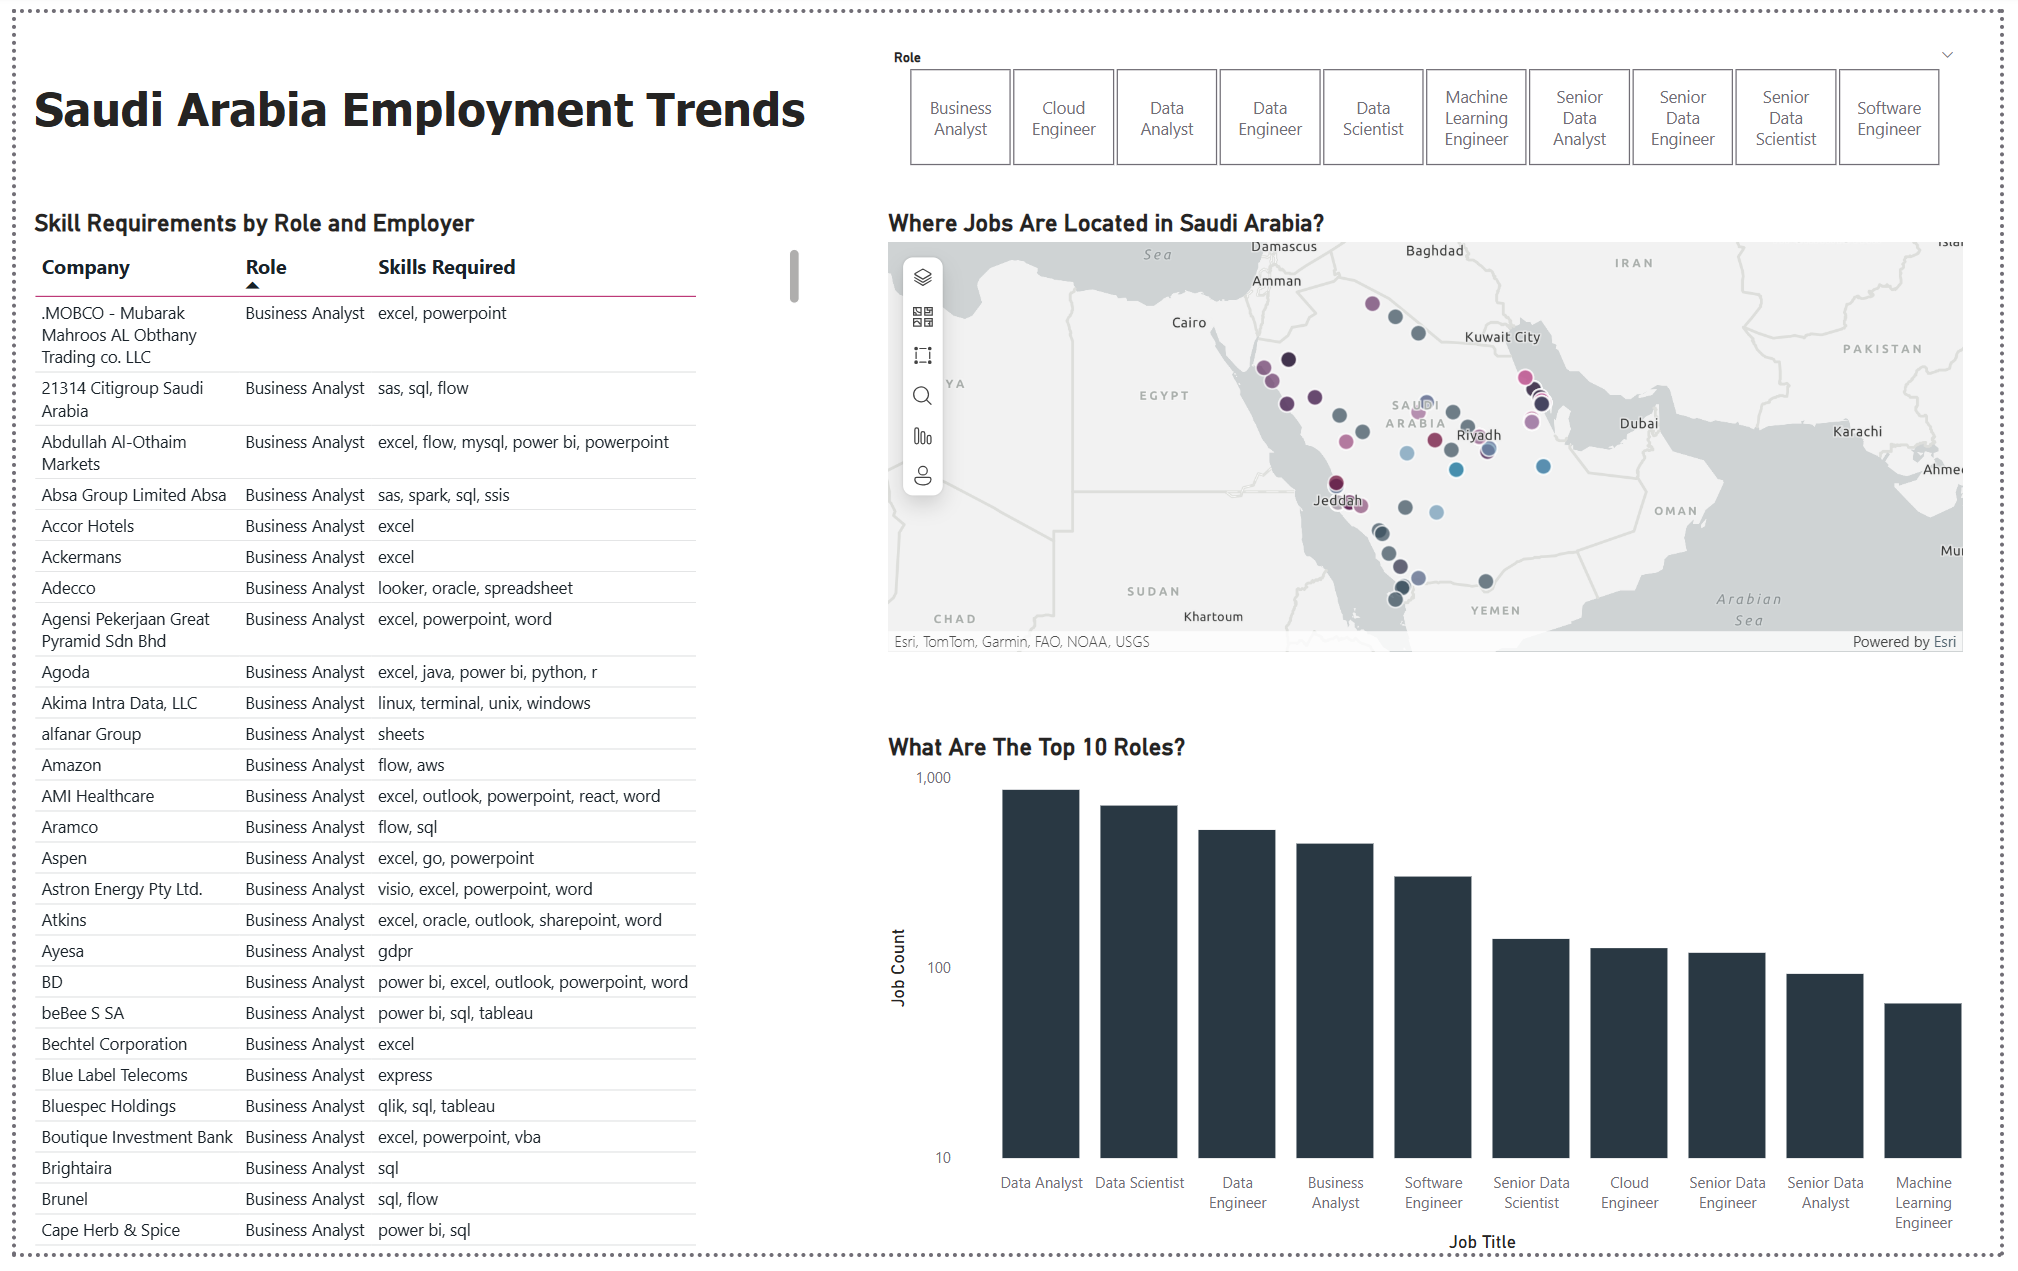 Saudi Arabia Employment Trends
Role
Business Analyst
Cloud Engineer
Data Analyst
Data Engineer
Data Scientist
Machine Learning Engineer
Senior Data Analyst
Senior Data Engineer
Senior Data Scientist
Software Engineer
Skill Requirements by Role and Employer
Company Role Skills Required
.MOBCO - Mubarak Business Analyst excel, powerpoint
Mahroos AL Obthany
Trading co. LLC
21314 Citigroup Saudi Business Analyst sas, sql, flow
Arabia
Abdullah Al-Othaim Business Analyst excel, flow, mysql, power bi, powerpoint
Markets
Absa Group Limited Absa Business Analyst sas, spark, sql, ssis
Accor Hotels Business Analyst excel
Ackermans Business Analyst excel
Adecco Business Analyst looker, oracle, spreadsheet
Agensi Pekerjaan Great Business Analyst excel, powerpoint, word
Pyramid Sdn Bhd
Agoda Business Analyst excel, java, power bi, python, r
Akima Intra Data, LLC Business Analyst linux, terminal, unix, windows
alfanar Group Business Analyst sheets
Amazon Business Analyst flow, aws
AMI Healthcare Business Analyst excel, outlook, powerpoint, react, word
Aramco Business Analyst flow, sql
Aspen Business Analyst excel, go, powerpoint
Astron Energy Pty Ltd. Business Analyst visio, excel, powerpoint, word
Atkins Business Analyst excel, oracle, outlook, sharepoint, word
Ayesa Business Analyst gdpr
BD Business Analyst power bi, excel, outlook, powerpoint, word
beBee S SA Business Analyst power bi, sql, tableau
Bechtel Corporation Business Analyst excel
Blue Label Telecoms Business Analyst express
Bluespec Holdings Business Analyst qlik, sql, tableau
Boutique Investment Bank Business Analyst excel, powerpoint, vba
Brightaira Business Analyst sql
Brunel Business Analyst sql, flow
Cape Herb & Spice Business Analyst power bi, sql
Where Jobs Are Located in Saudi Arabia?
Sea
Damascus
Baghdad
IRAN
Amman
Cairo
Kuwait City
PAKISTAN
YA
EGYPT
SAUDI
ARABIA
Riyadh
Dubai
Karachi
Ahme
Jeddah
OMAN
Mu
SUDAN
Arabian
Sea
CHAD
Khartoum
YEMEN
Esri, TomTom, Garmin, FAO, NOAA, USGS
Powered by Esri
What Are The Top 10 Roles?
1,000
100
10
Job Count
Data Analyst
Data Scientist
Data
Engineer
Business
Analyst
Software
Engineer
Senior Data
Scientist
Cloud
Engineer
Senior Data
Engineer
Senior Data
Analyst
Machine
Learning
Engineer
Job Title